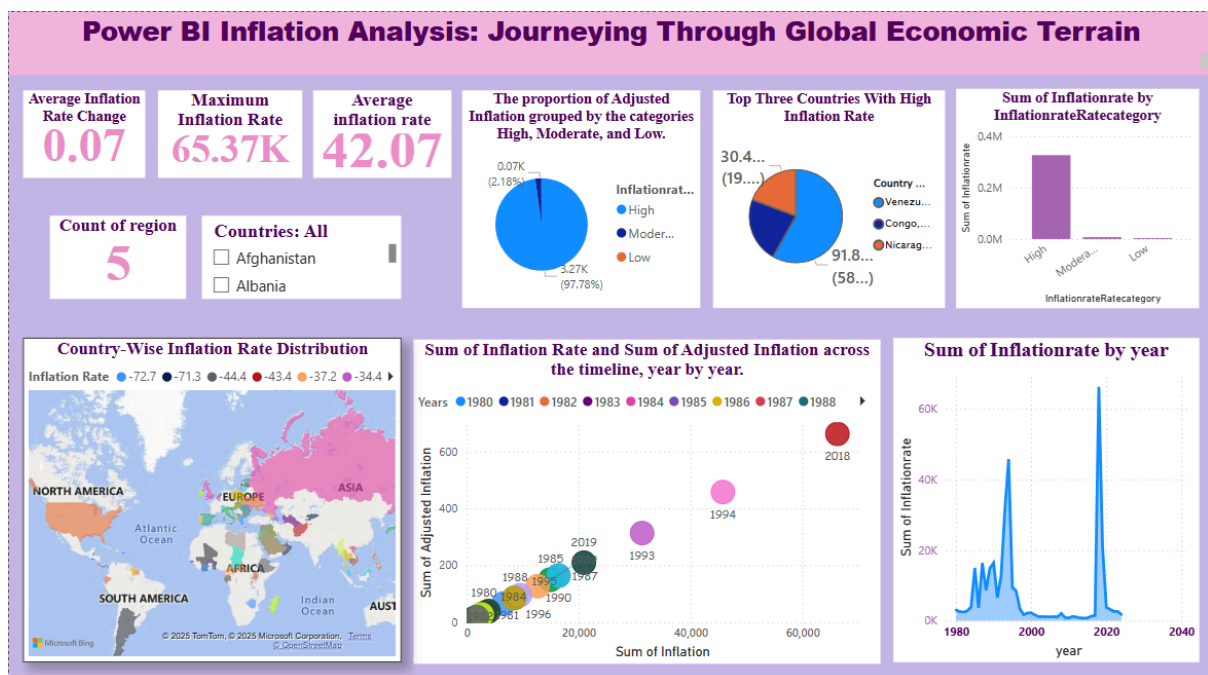 Power BI Inflation Analysis: Journeying Through Global Economic Terrain
Average Inflation
Rate Change
0.07
Maximum
Inflation Rate
65.37K
Average
inflation rate
42.07
Count of region
5
Countries: All
Afghanistan
Albania
The proportion of Adjusted
Inflation grouped by the categories
High, Moderate, and Low.
0.07K
(2.18%)
3.27K
(97.78%)
Inflationrat...
High
Moder...
Low
Top Three Countries With High
Inflation Rate
30.4...
(19....)
91.8...
(58...)
Country ...
Venezu...
Congo,...
Nicarag...
Sum of Inflationrate by
InflationrateRatecategory
Sum of Inflationrate
0.4M
0.2M
0.0M
High
Modera...
Low
InflationrateRatecategory
Country-Wise Inflation Rate Distribution
Inflation Rate -72.7 -71.3 -44.4 -43.4 -37.2 -34.4
NORTH AMERICA
EUROPE
ASIA
Atlantic
Ocean
AFRICA
SOUTH AMERICA
Indian
Ocean
AUST
Microsoft Bing
© 2025 TomTom, © 2025 Microsoft Corporation, Terms
© OpenStreetMap
Sum of Inflation Rate and Sum of Adjusted Inflation across
the timeline, year by year.
Years 1980 1981 1982 1983 1984 1985 1986 1987 1988
Sum of Adjusted Inflation
600
400
200
0
2018
1994
1993
2019
1985
1987
1988
1995
1990
1980
1984
1981
1996
0
20,000
40,000
60,000
Sum of Inflation
Sum of Inflationrate by year
Sum of Inflationrate
60K
40K
20K
0K
1980
2000
2020
2040
year